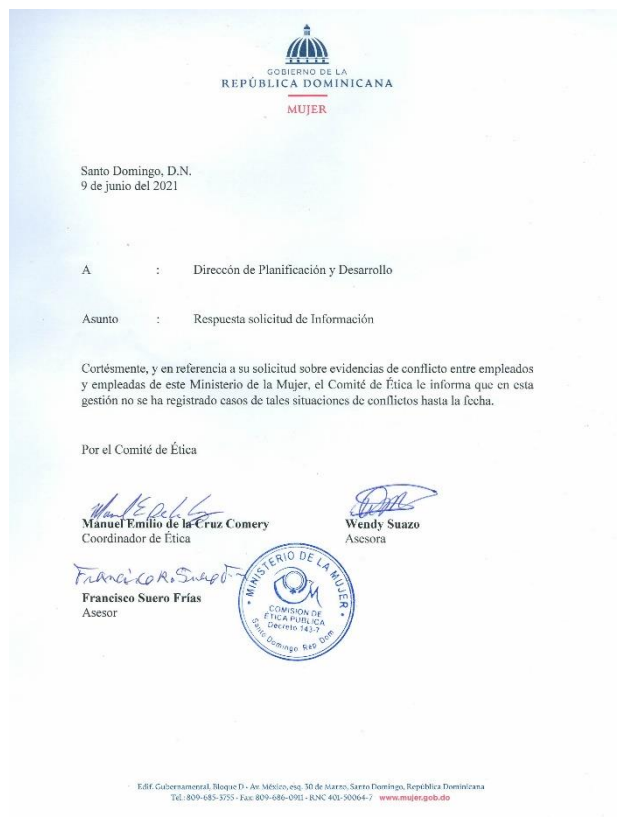 GOBIERNO DE LA
REPÚBLICA DOMINICANA
MUJER
Santo Domingo, D.N.
9 de junio del 2021
A : Direccón de Planificación y Desarrollo
Asunto : Respuesta solicitud de Información
Cortésmente, y en referencia a su solicitud sobre evidencias de conflicto entre empleados
y empleadas de este Ministerio de la Mujer, el Comité de Ética le informa que en esta
gestión no se ha registrado casos de tales situaciones de conflictos hasta la fecha.
Por el Comité de Ética
Manuel Emilio de la Cruz Comery
Coordinador de Ética
Wendy Suazo
Asesora
Francisco R. Suero F
Francisco Suero Frías
Asesor
MINISTERIO DE LA MUJER
COMISION DE
ETICA PUBLICA
Decreto 143-7
Santo Domingo Rep Dom
Edif. Gubernamental, Bloque D - Av. México, esq. 30 de Marzo, Santo Domingo, República Dominicana
Tel.: 809-685-3755 - Fax: 809-686-0911 - RNC 401-50064-7 www.mujer.gob.do